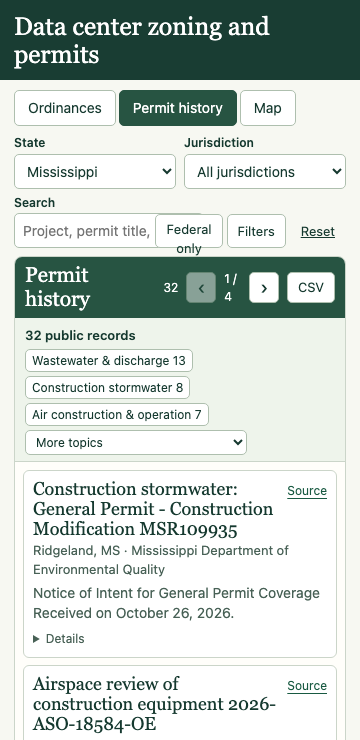 Data center zoning and
permits
Ordinances
Permit history
Map
State
Jurisdiction
Mississippi
All jurisdictions
Search
Project, permit title,
Federal
only
Filters
Reset
Permit
history
32
‹
1 /
4
›
CSV
32 public records
Wastewater & discharge 13
Construction stormwater 8
Air construction & operation 7
More topics
Construction stormwater:
General Permit - Construction
Modification MSR109935
Source
Ridgeland, MS · Mississippi Department of
Environmental Quality
Notice of Intent for General Permit Coverage
Received on October 26, 2026.
▶ Details
Airspace review of
construction equipment 2026-
ASO-18584-OE
Source